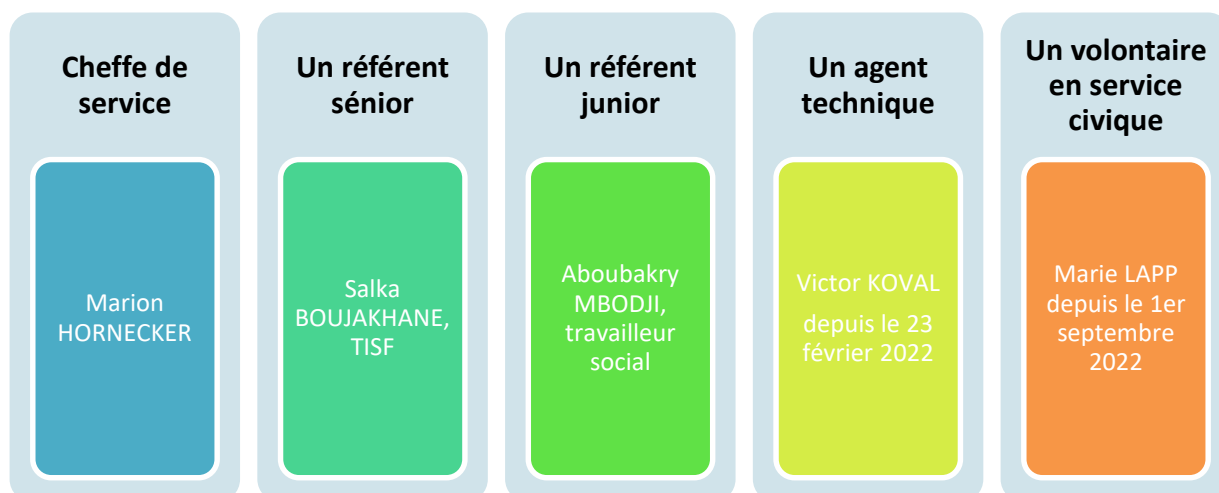 Cheffe de
service
Marion
HORNECKER
Un référent
sénior
Salka
BOUJAKHANE,
TISF
Un référent
junior
Aboubakry
MBODJI,
travailleur
social
Un agent
technique
Victor KOVAL
depuis le 23
février 2022
Un volontaire
en service
civique
Marie LAPP
depuis le 1er
septembre
2022